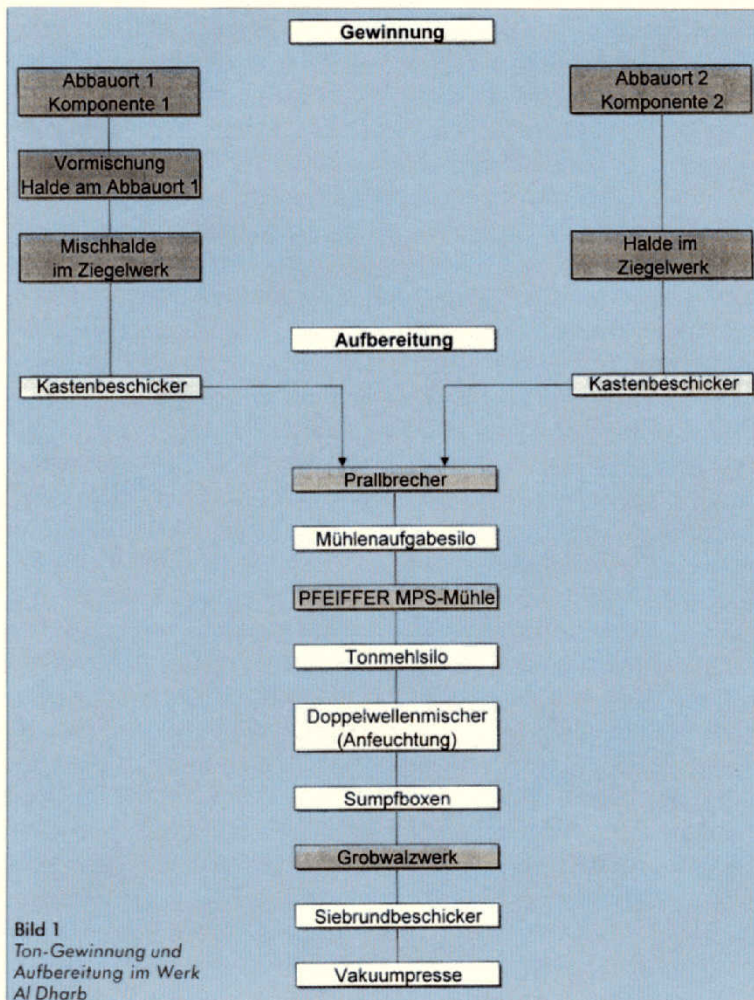 Gewinnung
Abbauort 1
Komponente 1
Abbauort 2
Komponente 2
Vormischung
Halde am Abbauort 1
Mischhalde
im Ziegelwerk
Halde im
Ziegelwerk
Aufbereitung
Kastenbeschicker
Kastenbeschicker
Prallbrecher
Mühlenaufgabesilo
PFEIFFER MPS-Mühle
Tonmehlsilo
Doppelwellenmischer
(Anfeuchtung)
Sumpfboxen
Grobwalzwerk
Siebrundbeschicker
Vakuumpresse
Bild 1
Ton-Gewinnung und
Aufbereitung im Werk
Al Dharb